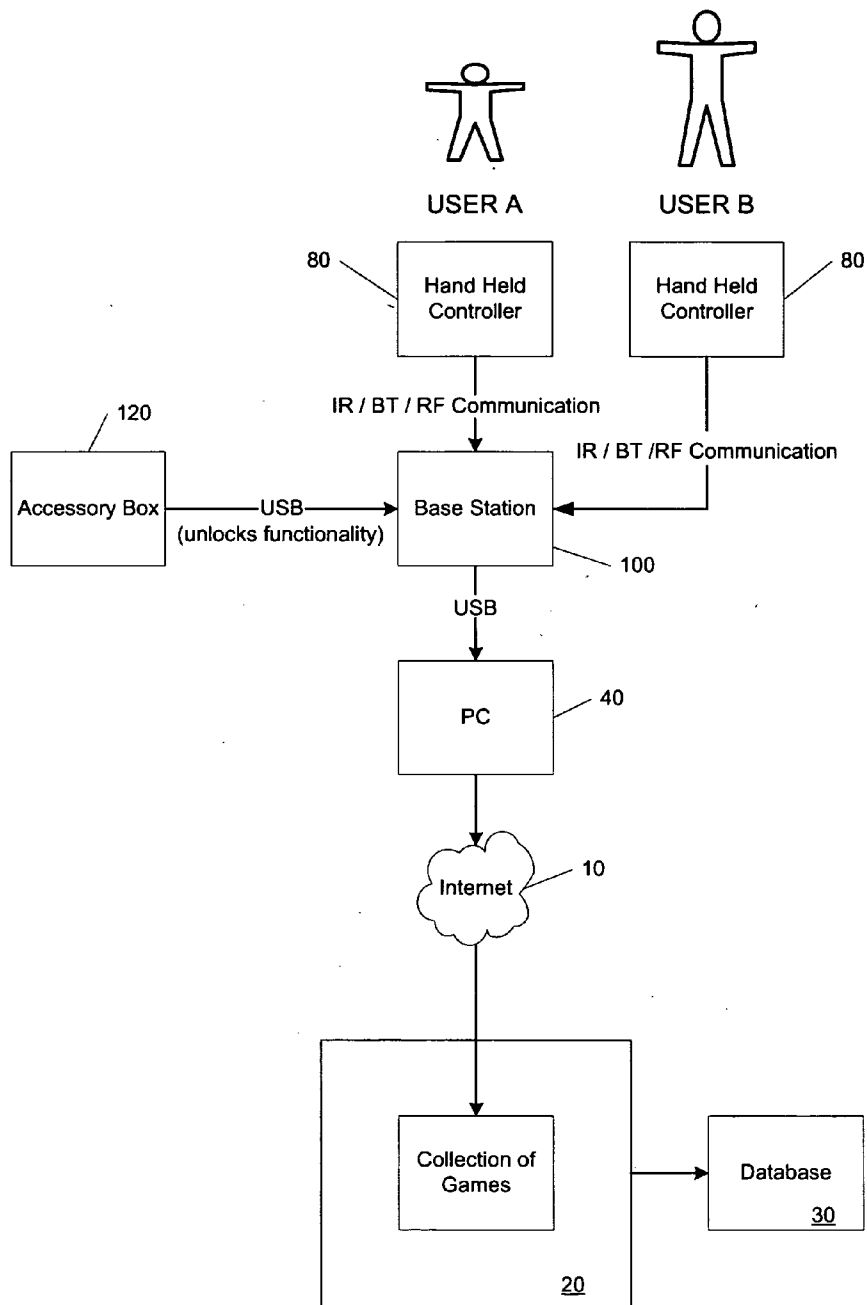 USER A
USER B
80
Hand Held
Controller
Hand Held
Controller
80
IR / BT / RF Communication
IR / BT /RF Communication
120
Accessory Box
USB
(unlocks functionality)
Base Station
100
USB
PC
40
Internet
10
Collection of
Games
Database
30
20